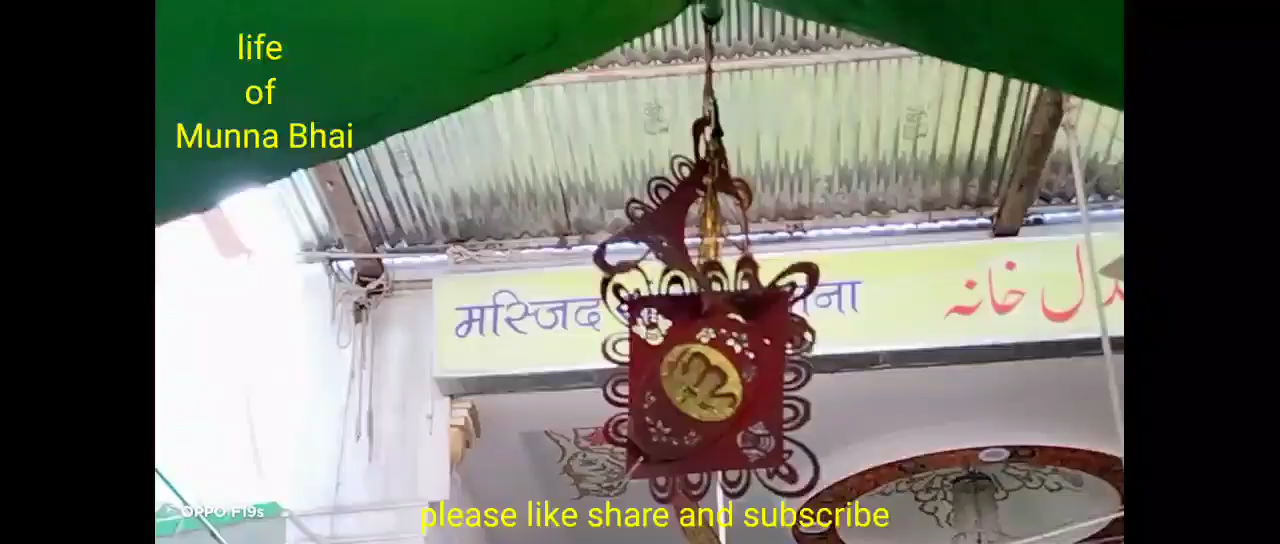 life
of
Munna Bhai
मस्जिद
خانہ
OPPO F19s
please like share and subscribe